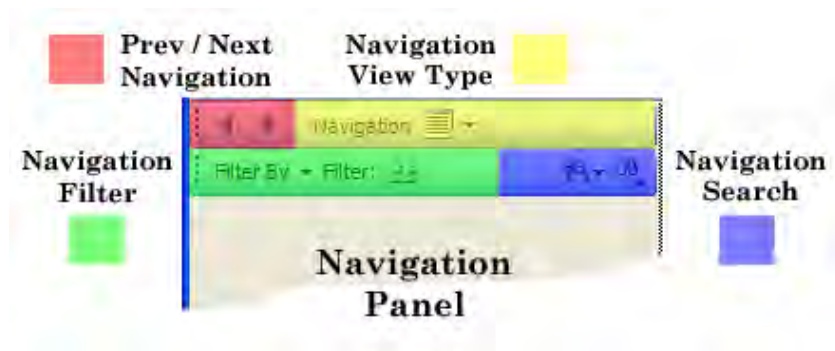 Prev / Next
Navigation
Navigation
View Type
Navigation
Filter By
Filter:
Navigation
Filter
Navigation
Search
Navigation
Panel